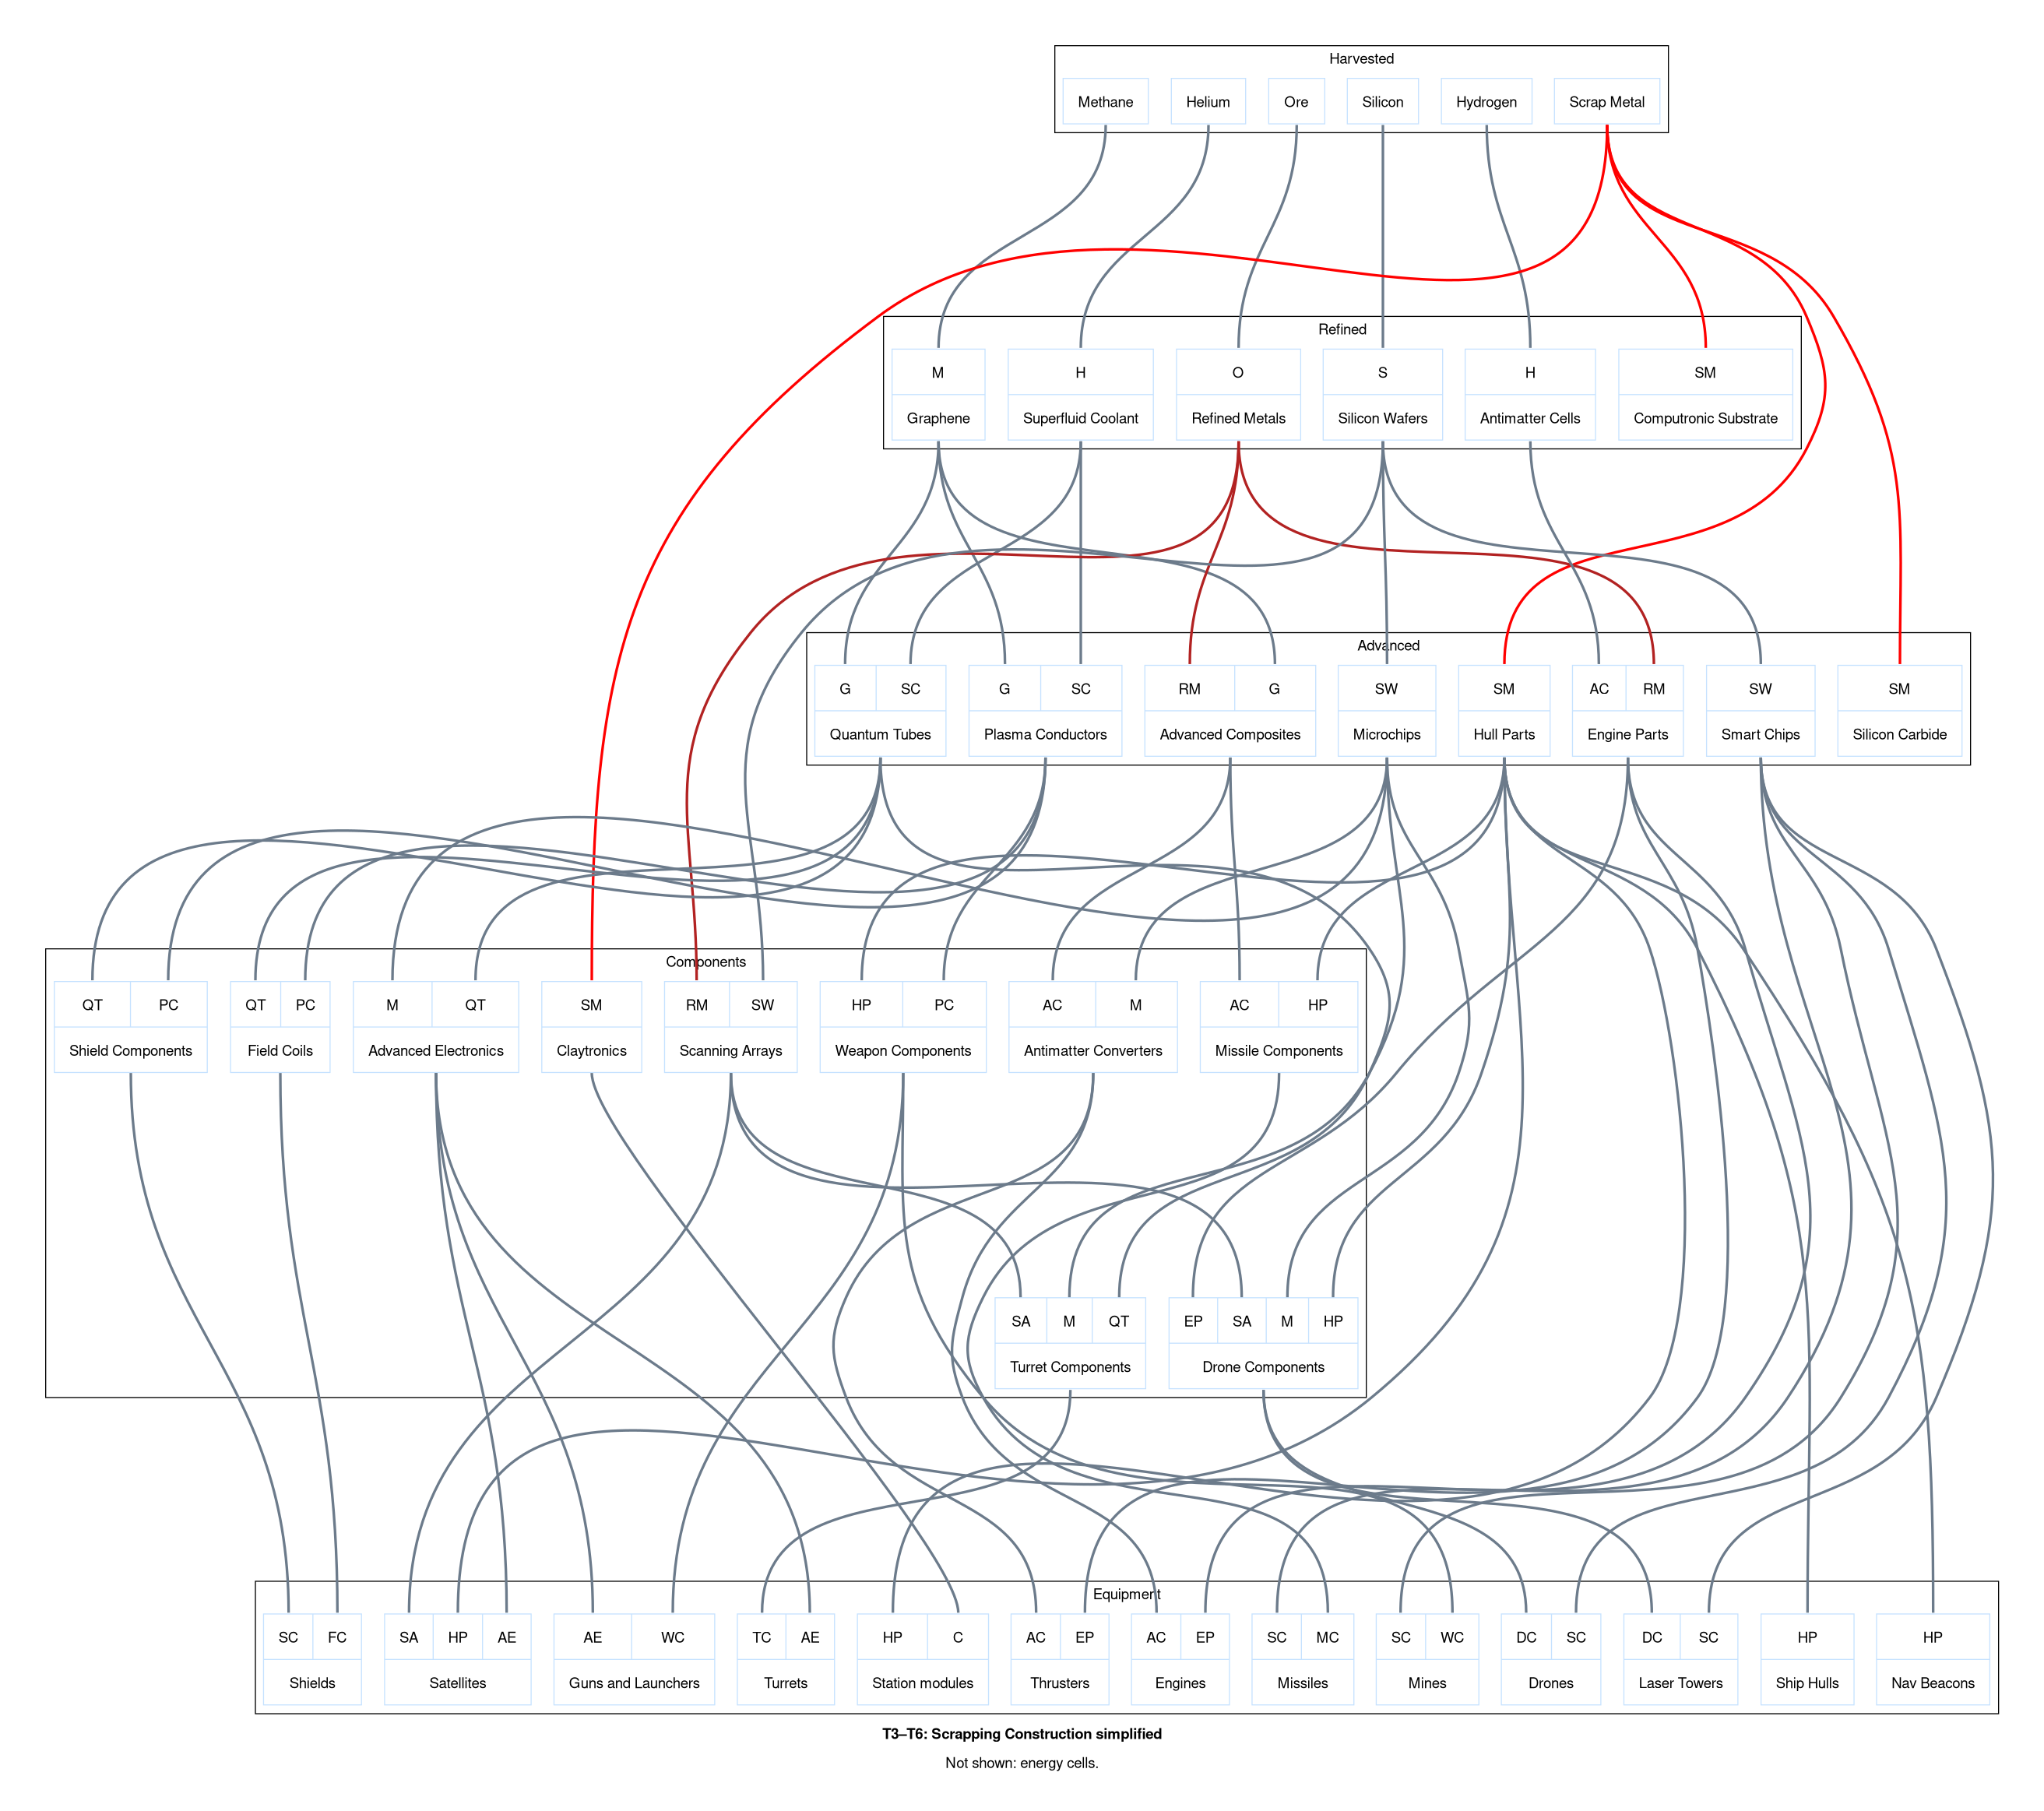 Harvested
Methane Helium Ore Silicon Hydrogen Scrap Metal
Refined
M H O S H SM
Graphene Superfluid Coolant Refined Metals Silicon Wafers Antimatter Cells Computronic Substrate
Advanced
G SC G SC RM G SW SM AC RM SW SM
Quantum Tubes Plasma Conductors Advanced Composites Microchips Hull Parts Engine Parts Smart Chips Silicon Carbide
Components
QT PC QT PC M QT SM RM SW HP PC AC M AC HP
Shield Components Field Coils Advanced Electronics Claytronics Scanning Arrays Weapon Components Antimatter Converters Missile Components
SA M QT EP SA M HP
Turret Components Drone Components
Equipment
SC FC SA HP AE AE WC TC AE HP C AC EP AC EP SC MC SC WC DC SC DC SC HP HP
Shields Satellites Guns and Launchers Turrets Station modules Thrusters Engines Missiles Mines Drones Laser Towers Ship Hulls Nav Beacons
T3–T6: Scrapping Construction simplified
Not shown: energy cells.